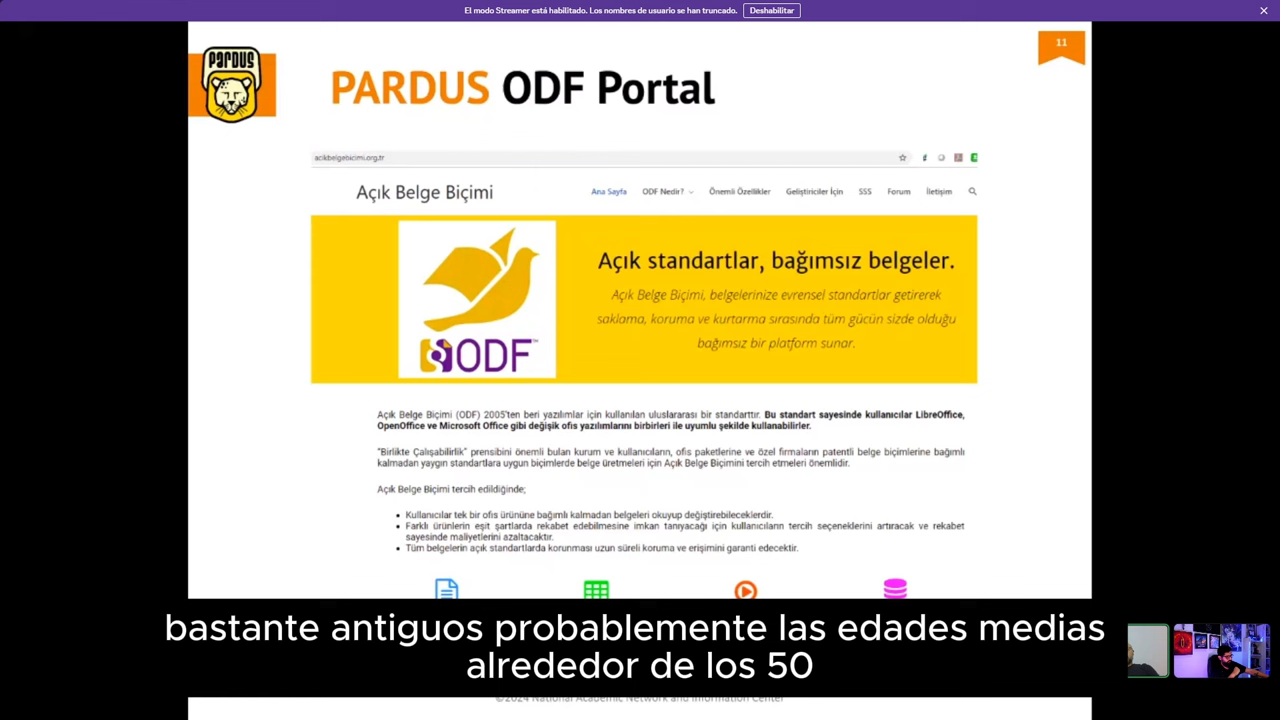 El modo Streamer está habilitado. Los nombres de usuario se han truncado. Deshabilitar
11
PARDUS
PARDUS ODF Portal
acikbelgebicimi.org.tr
Açık Belge Biçimi
Ana Sayfa ODF Nedir? Önemli Özellikler Geliştiriciler İçin SSS Forum İletişim
ODF™
Açık standartlar, bağımsız belgeler.
Açık Belge Biçimi, belgelerinize evrensel standartlar getirerek
saklama, koruma ve kurtarma sırasında tüm gücün sizde olduğu
bağımsız bir platform sunar.
Açık Belge Biçimi (ODF) 2005'ten beri yazılımlar için kullanılan uluslararası bir standarttır. Bu standart sayesinde kullanıcılar LibreOffice,
OpenOffice ve Microsoft Office gibi değişik ofis yazılımlarını birbirleri ile uyumlu şekilde kullanabilirler.
"Birlikte Çalışabilirlik" prensibini önemli bulan kurum ve kullanıcıların, ofis paketlerine ve özel firmaların patentli belge biçimlerine bağımlı
kalmadan yaygın standartlara uygun biçimlerde belge üretmeleri için Açık Belge Biçimini tercih etmeleri önemlidir.
Açık Belge Biçimi tercih edildiğinde;
• Kullanıcılar tek bir ofis ürününe bağımlı kalmadan belgeleri okuyup değiştirebileceklerdir.
• Farklı ürünlerin eşit şartlarda rekabet edebilmesine imkan tanıyacağı için kullanıcıların tercih seçeneklerini artıracak ve rekabet
sayesinde maliyetlerini azaltacaktır.
• Tüm belgelerin açık standartlarda korunması uzun süreli koruma ve erişimini garanti edecektir.
bastante antiguos probablemente las edades medias
alrededor de los 50
©2024 National Academic Network and Information Center